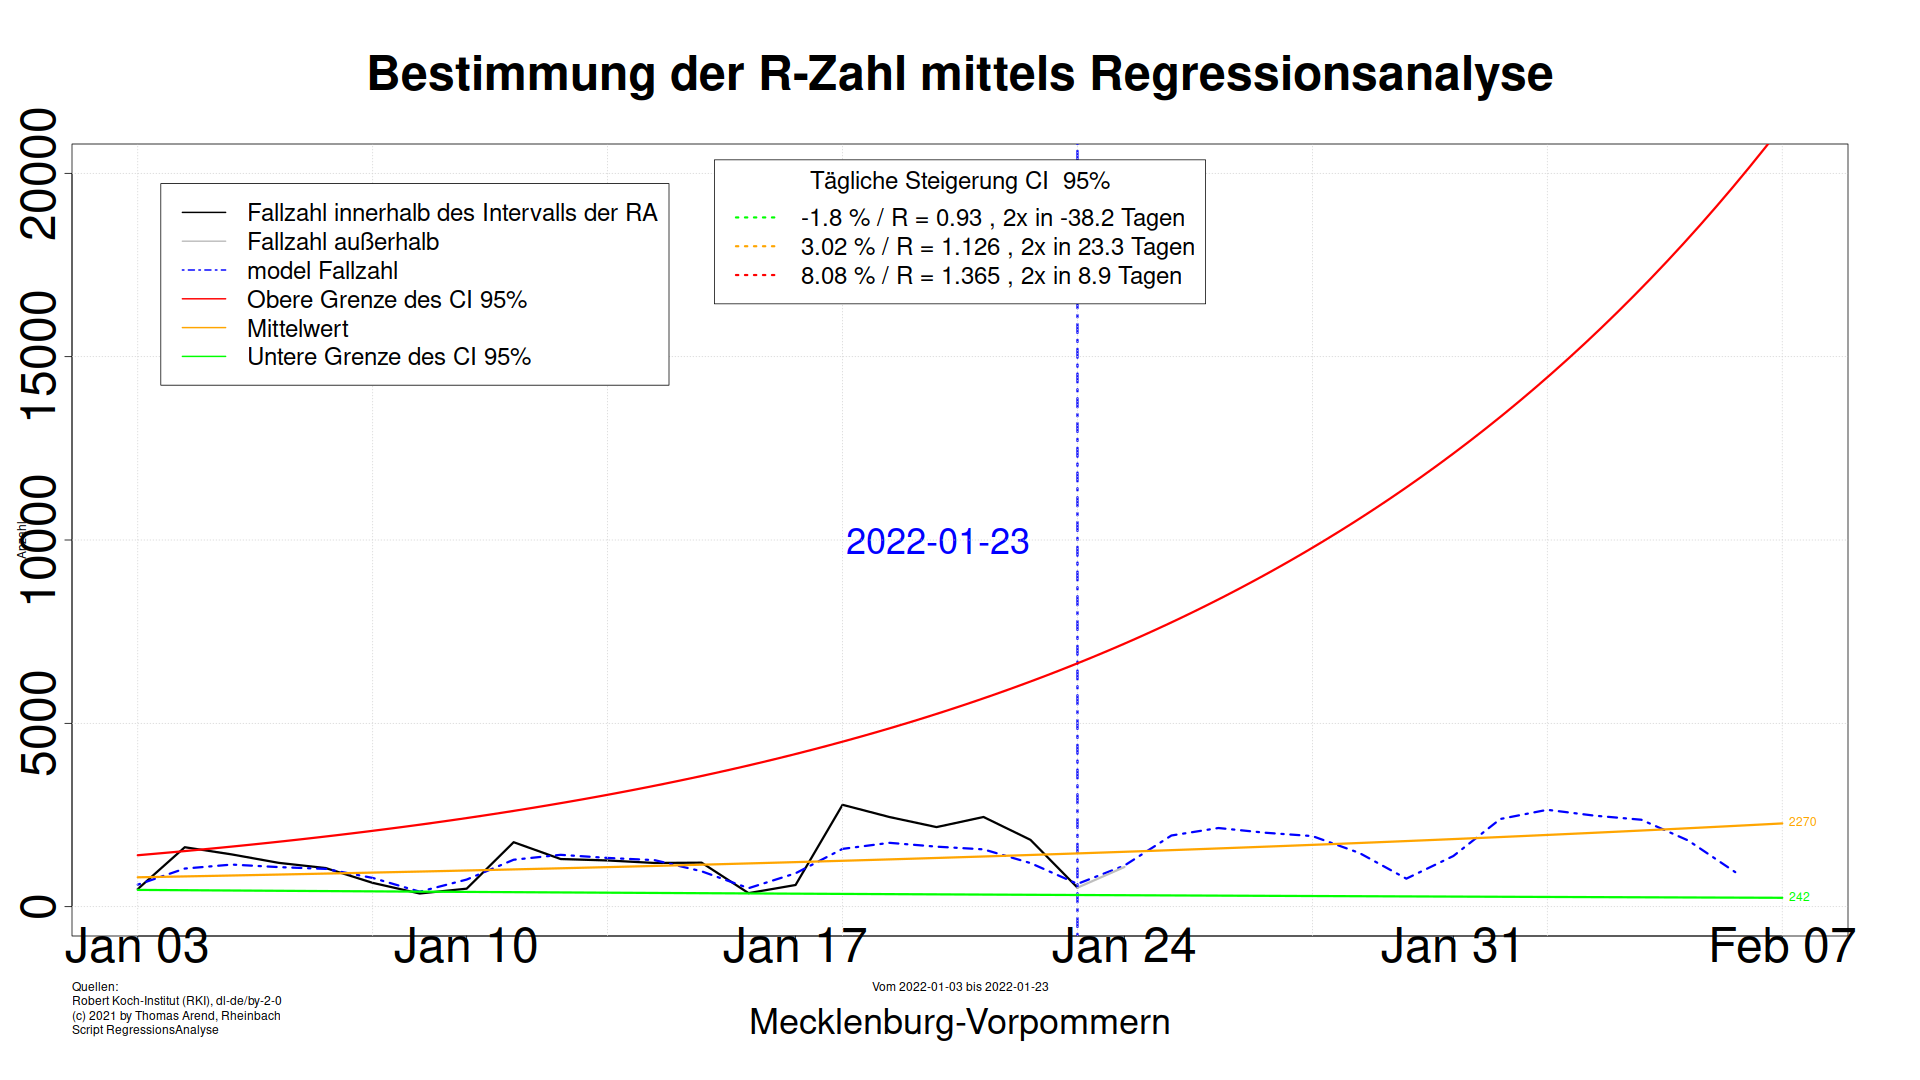 Bestimmung der R-Zahl mittels Regressionsanalyse
Anzahl
20000
15000
10000
5000
0
Fallzahl innerhalb des Intervalls der RA
Fallzahl außerhalb
model Fallzahl
Obere Grenze des CI 95%
Mittelwert
Untere Grenze des CI 95%
Tägliche Steigerung CI  95%
-1.8 % / R = 0.93 , 2x in -38.2 Tagen
3.02 % / R = 1.126 , 2x in 23.3 Tagen
8.08 % / R = 1.365 , 2x in 8.9 Tagen
2022-01-23
2270
242
Jan 03 Jan 10 Jan 17 Jan 24 Jan 31 Feb 07
Quellen:
Robert Koch-Institut (RKI), dl-de/by-2-0
(c) 2021 by Thomas Arend, Rheinbach
Script RegressionsAnalyse
Vom 2022-01-03 bis 2022-01-23
Mecklenburg-Vorpommern